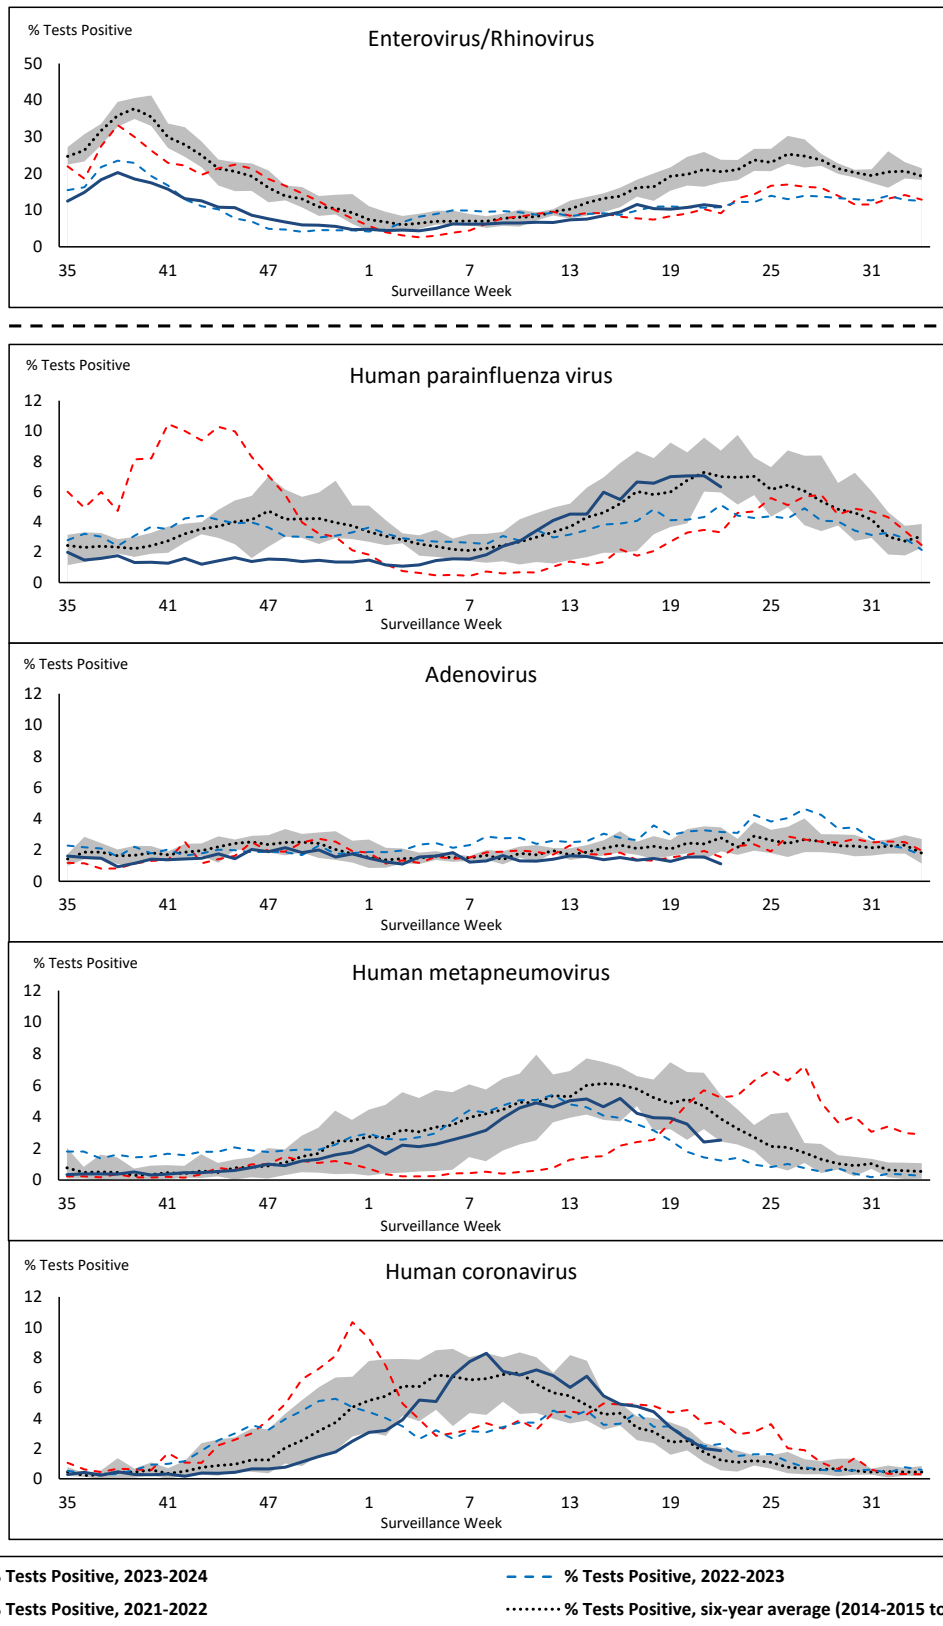 % Tests Positive
Enterovirus/Rhinovirus
50
40
30
20
10
0
35 41 47 1 7 13 19 25 31
Surveillance Week
% Tests Positive
Human parainfluenza virus
12
10
8
6
4
2
0
35 41 47 1 7 13 19 25 31
Surveillance Week
% Tests Positive
Adenovirus
12
10
8
6
4
2
0
35 41 47 1 7 13 19 25 31
Surveillance Week
% Tests Positive
Human metapneumovirus
12
10
8
6
4
2
0
35 41 47 1 7 13 19 25 31
Surveillance Week
% Tests Positive
Human coronavirus
12
10
8
6
4
2
0
35 41 47 1 7 13 19 25 31
Surveillance Week
Tests Positive, 2023-2024 % Tests Positive, 2022-2023
Tests Positive, 2021-2022 % Tests Positive, six-year average (2014-2015 to